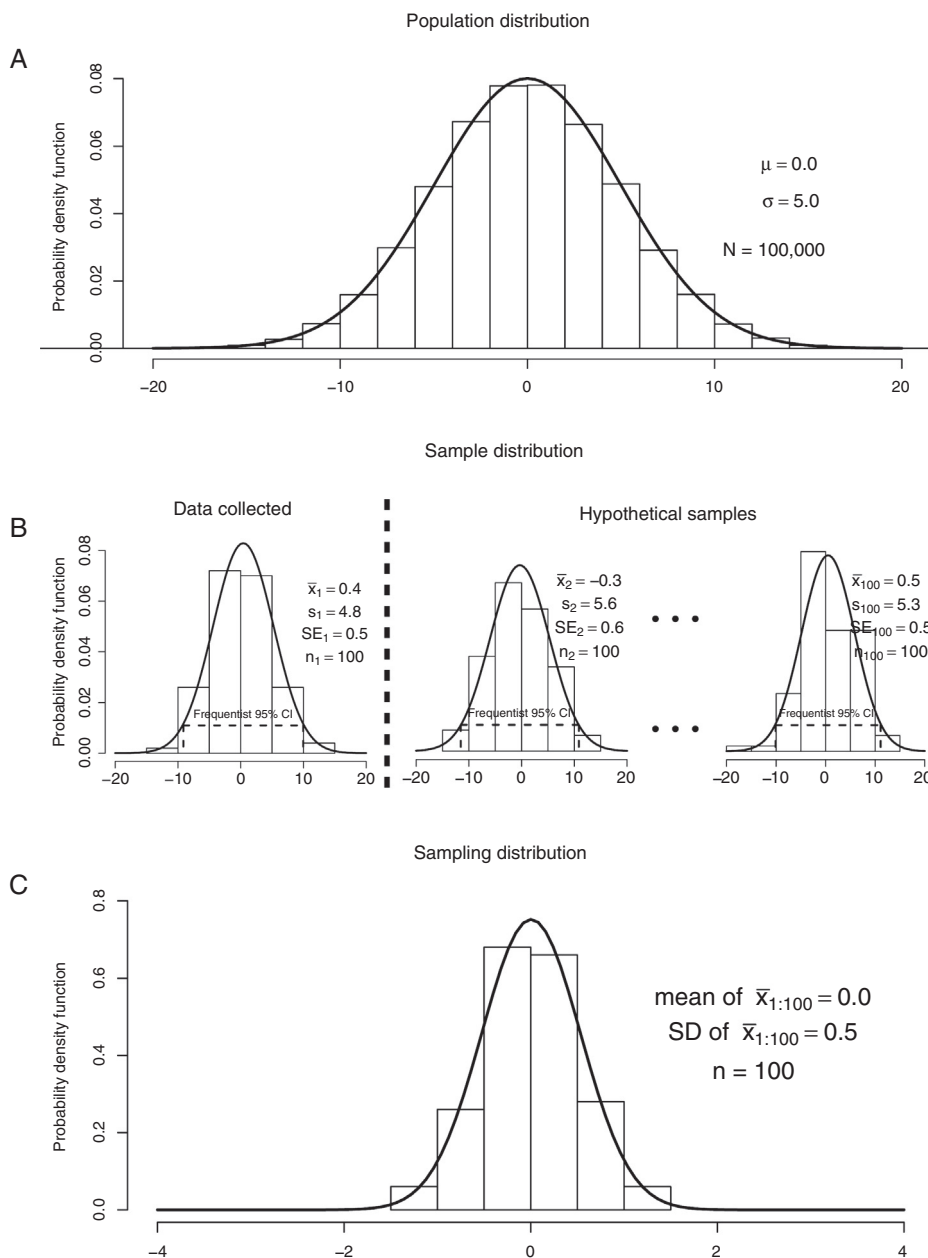 Population distribution
A
Probability density function
0.00 0.02 0.04 0.06 0.08
μ = 0.0
σ = 5.0
N = 100,000
−20 −10 0 10 20
Sample distribution
B
Data collected
Hypothetical samples
Probability density function
0.00 0.02 0.04 0.06 0.08
x̄₁ = 0.4
s₁ = 4.8
SE₁ = 0.5
n₁ = 100
Frequentist 95% CI
−20 −10 0 10 20
x̄₂ = −0.3
s₂ = 5.6
SE₂ = 0.6
n₂ = 100
Frequentist 95% CI
−20 −10 0 10 20
x̄₁₀₀ = 0.5
s₁₀₀ = 5.3
SE₁₀₀ = 0.5
n₁₀₀ = 100
Frequentist 95% CI
−20 −10 0 10 20
Sampling distribution
C
Probability density function
0.0 0.2 0.4 0.6 0.8
mean of x̄₁:₁₀₀ = 0.0
SD of x̄₁:₁₀₀ = 0.5
n = 100
−4 −2 0 2 4